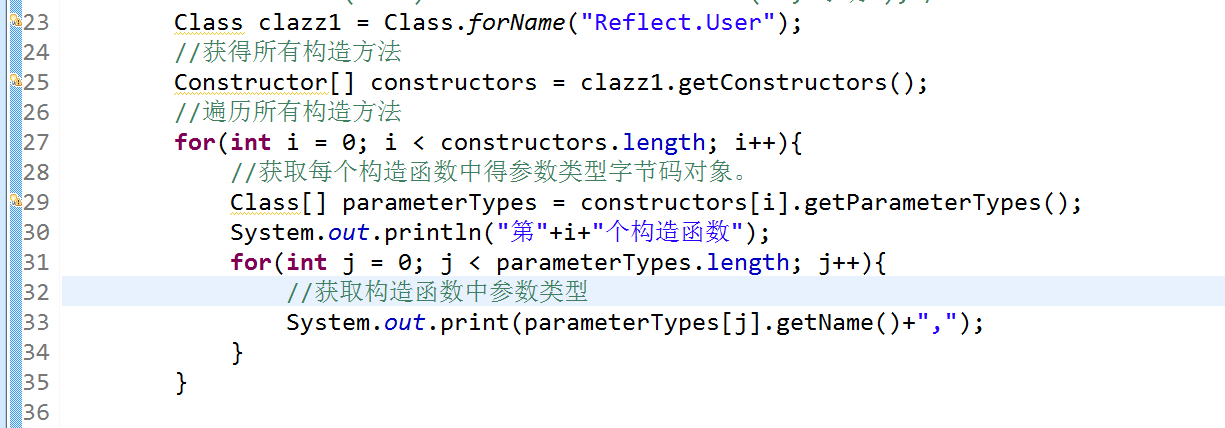 23 Class clazz1 = Class.forName("Reflect.User");
24 //获得所有构造方法
25 Constructor[] constructors = clazz1.getConstructors();
26 //遍历所有构造方法
27 for(int i = 0; i < constructors.length; i++){
28 //获取每个构造函数中得参数类型字节码对象。
29 Class[] parameterTypes = constructors[i].getParameterTypes();
30 System.out.println("第"+i+"个构造函数");
31 for(int j = 0; j < parameterTypes.length; j++){
32 //获取构造函数中参数类型
33 System.out.print(parameterTypes[j].getName()+",");
34 }
35 }
36